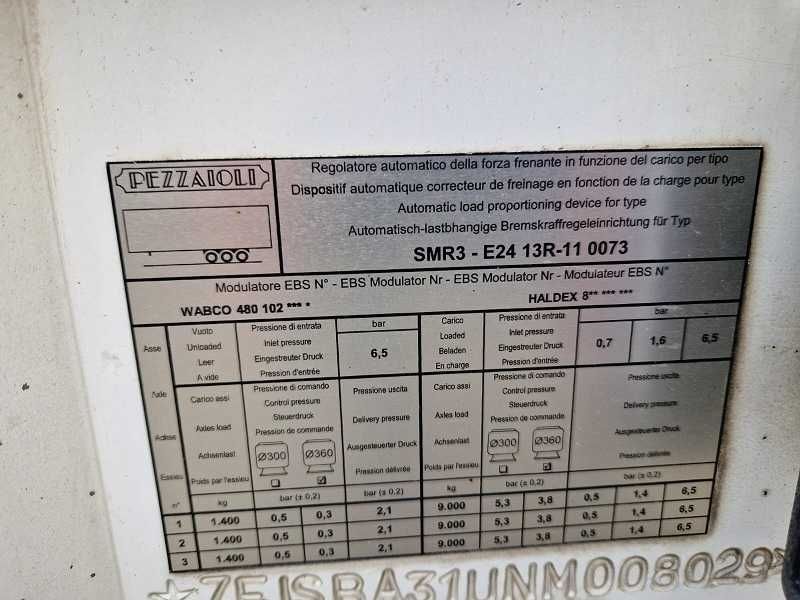 PEZZAIOLI
Regolatore automatico della forza frenante in funzione del carico per tipo
Dispositif automatique correcteur de freinage en fonction de la charge pour type
Automatic load proportioning device for type
Automatisch-lastbhangige Bremskraffregeleinrichtung für Typ
SMR3 - E24 13R-11 0073
Modulatore EBS N° - EBS Modulator Nr - EBS Modulator Nr - Modulateur EBS N°
WABCO 480 102 *** * HALDEX 8** *** ***
Asse
Axle
Achse
Essieu
n°
Vuoto
Unloaded
Leer
A vide
Pressione di entrata
Inlet pressure
Eingestreuter Druck
Pression d'entrée
bar
6,5
Carico
Loaded
Beladen
En charge
Pressione di entrata
Inlet pressure
Eingestreuter Druck
Pression d'entrée
bar
0,7 1,6 6,5
Carico assi
Axles load
Achsenlast
Poids par l'essieu
Pressione di comando
Control pressure
Steuerdruck
Pression de commande
Ø300 Ø360
Pressione uscita
Delivery pressure
Ausgesteuerter Druck
Pression délivrée
Carico assi
Axles load
Achsenlast
Poids par l'essieu
Pressione di comando
Control pressure
Steuerdruck
Pression de commande
Ø300 Ø360
Pressione uscita
Delivery pressure
Ausgesteuerter Druck
Pression délivrée
kg bar (± 0,2) bar (± 0,2) kg bar (± 0,2) bar (± 0,2)
1 1.400 0,5 0,3 2,1 9.000 5,3 3,8 0,5 1,4 6,5
2 1.400 0,5 0,3 2,1 9.000 5,3 3,8 0,5 1,4 6,5
3 1.400 0,5 0,3 2,1 9.000 5,3 3,8 0,5 1,4 6,5